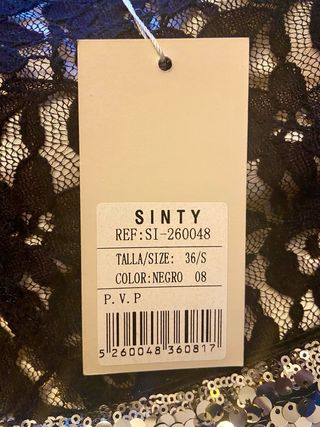 SINTY
REF:SI-260048
TALLA/SIZE: 36/S
COLOR:NEGRO 08
P.V.P
5 260048 360817